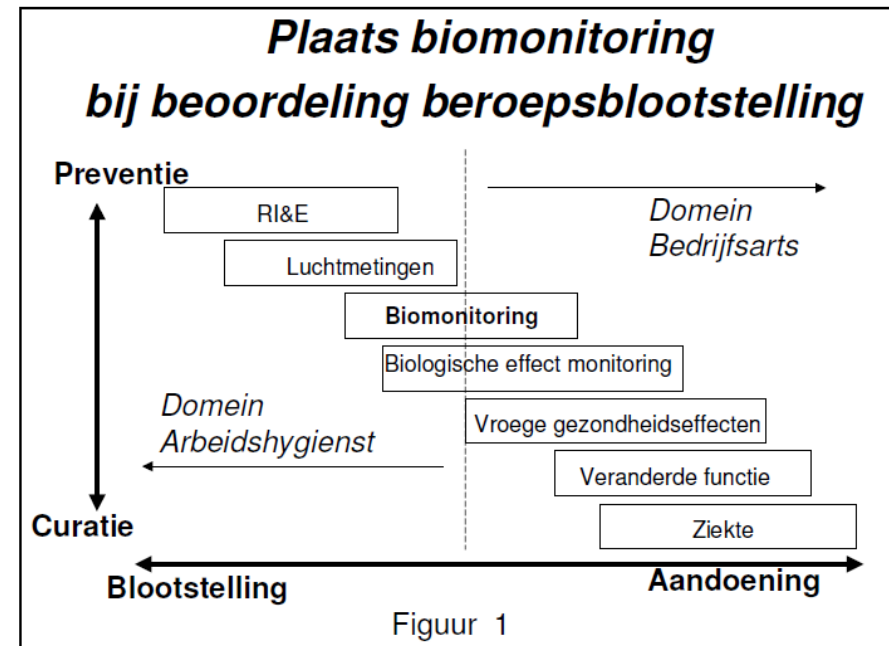 Plaats biomonitoring
bij beoordeling beroepsblootstelling
Preventie
RI&E
Domein
Bedrijfsarts
Luchtmetingen
Biomonitoring
Biologische effect monitoring
Domein
Arbeidshygienst
Vroege gezondheidseffecten
Veranderde functie
Curatie
Ziekte
Blootstelling
Aandoening
Figuur 1